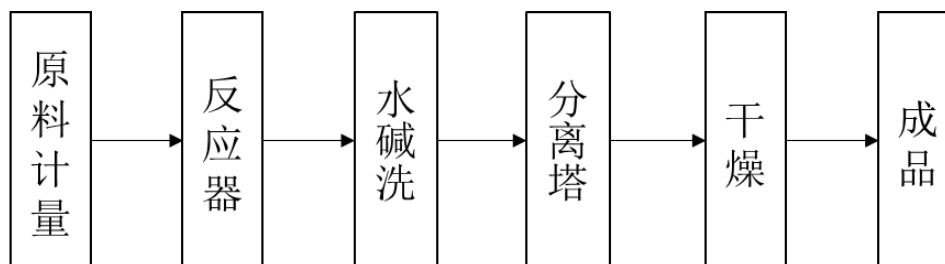 原料计量
反应器
水碱洗
分离塔
干燥
成品